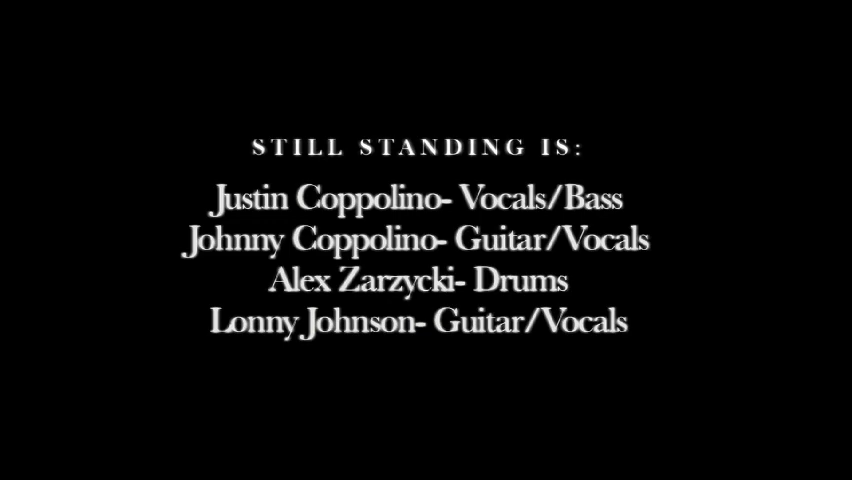 STILL STANDING IS:
Justin Coppolino- Vocals/Bass
Johnny Coppolino- Guitar/Vocals
Alex Zarzycki- Drums
Lonny Johnson- Guitar/Vocals